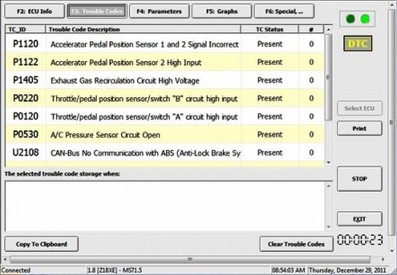 F2: ECU Info F3: Trouble Codes F4: Parameters F5: Graphs F6: Special, ...
TC_ID Trouble Code Description TC Status #
P1120 Accelerator Pedal Position Sensor 1 and 2 Signal Incorrect Present 0
P1122 Accelerator Pedal Position Sensor 2 High Input Present 0
P1405 Exhaust Gas Recirculation Circuit High Voltage Present 0
P0220 Throttle/pedal position sensor/switch "B" circuit high input Present 0
P0120 Throttle/pedal position sensor/switch "A" circuit high input Present 0
P0530 A/C Pressure Sensor Circuit Open Present 0
U2108 CAN-Bus No Communication with ABS (Anti-Lock Brake Sy Present 0
DTC
Select ECU
Print
The selected trouble code storage when:
STOP
EXIT
Copy To Clipboard Clear Trouble Codes 00:00:23
Connected 1.8 [Z18XE] - MS71.5 08:54:03 AM Thursday, December 29, 2011